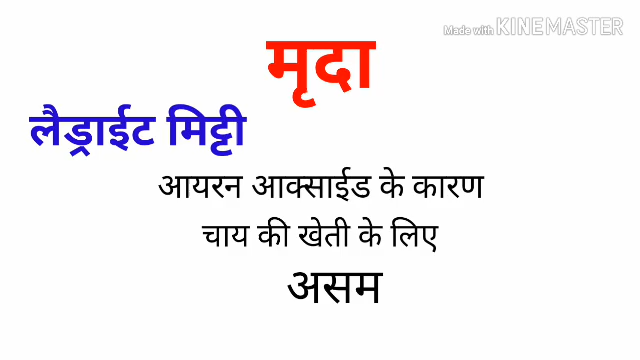 Made with KINEMASTER
मृदा
लैड्राईट मिट्टी
आयरन आक्साईड के कारण
चाय की खेती के लिए
असम